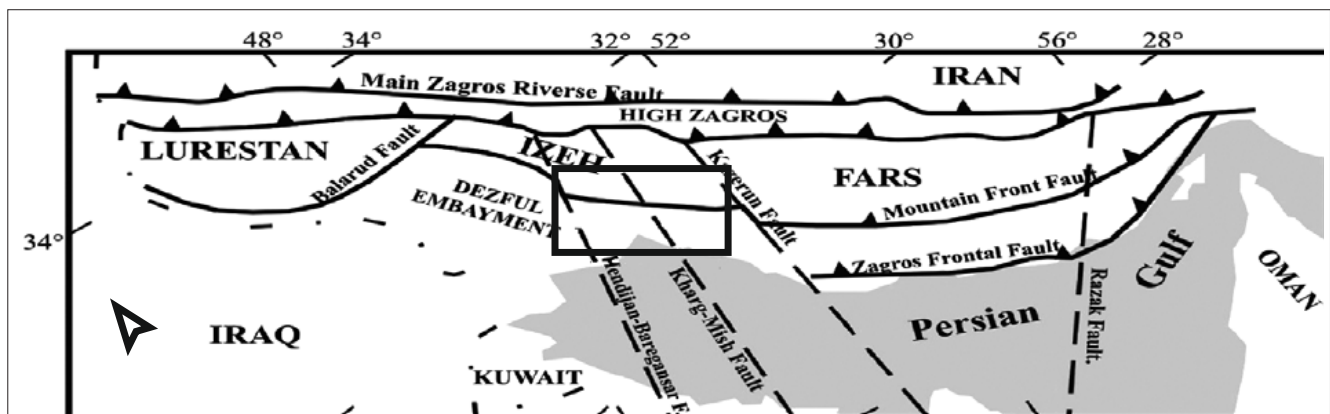 48° 34° 32° 52° 30° 56° 28°
Main Zagros Riverse Fault
IRAN
HIGH ZAGROS
LURESTAN
Balarud Fault
IZEH
Kazerun Fault
FARS
Mountain Front Fault
DEZFUL
EMBAYMENT
34°
Zagros Frontal Fault
Hendijan-Baregansar F
Kharg-Mish Fault
Razak Fault.
Persian
Gulf
OMAN
IRAQ
KUWAIT